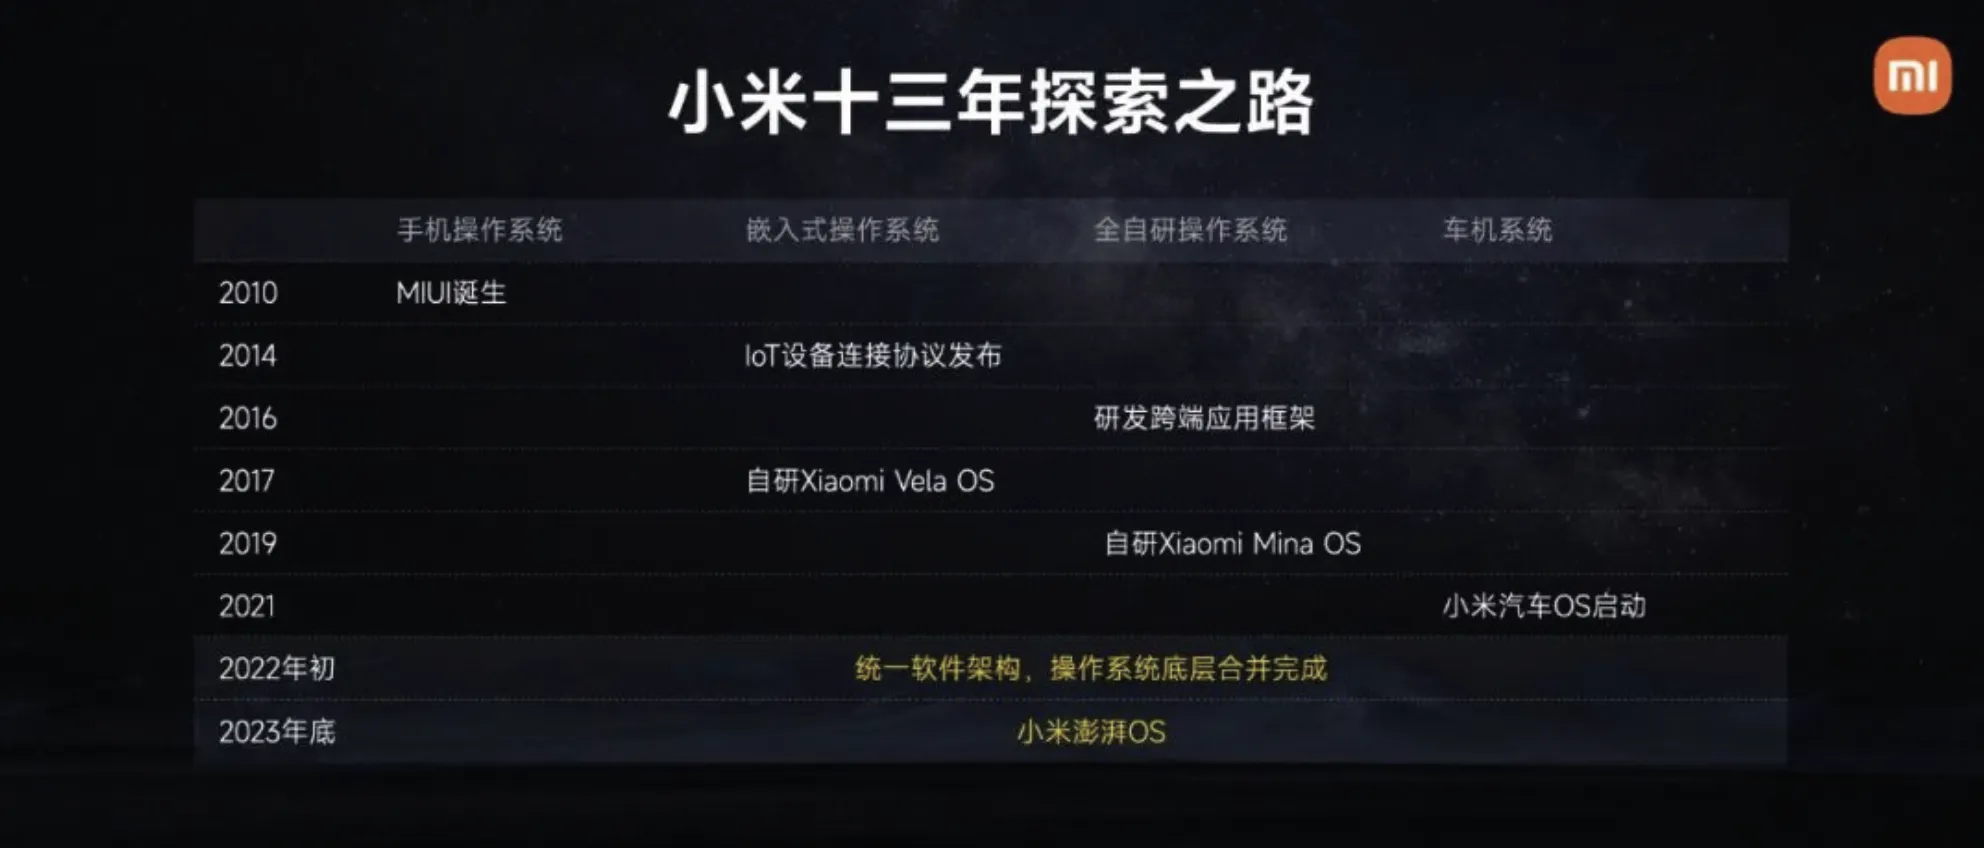 小米十三年探索之路
mi
手机操作系统 嵌入式操作系统 全自研操作系统 车机系统
2010 MIUI诞生
2014 IoT设备连接协议发布
2016 研发跨端应用框架
2017 自研Xiaomi Vela OS
2019 自研Xiaomi Mina OS
2021 小米汽车OS启动
2022年初 统一软件架构，操作系统底层合并完成
2023年底 小米澎湃OS